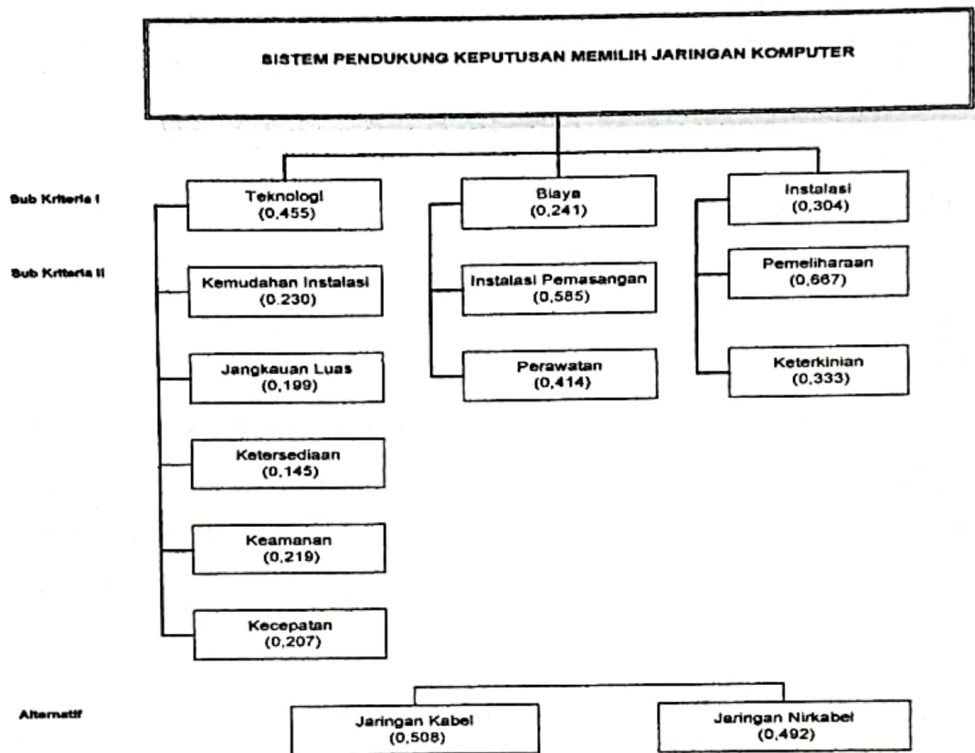 SISTEM PENDUKUNG KEPUTUSAN MEMILIH JARINGAN KOMPUTER
Sub Kriteria I
Teknologi
(0,455)
Biaya
(0,241)
Instalasi
(0,304)
Sub Kriteria II
Kemudahan Instalasi
(0.230)
Instalasi Pemasangan
(0,585)
Pemeliharaan
(0,667)
Jangkauan Luas
(0,199)
Perawatan
(0,414)
Keterkinian
(0,333)
Ketersediaan
(0,145)
Keamanan
(0,219)
Kecepatan
(0,207)
Alternatif
Jaringan Kabel
(0,508)
Jaringan Nirkabel
(0,492)